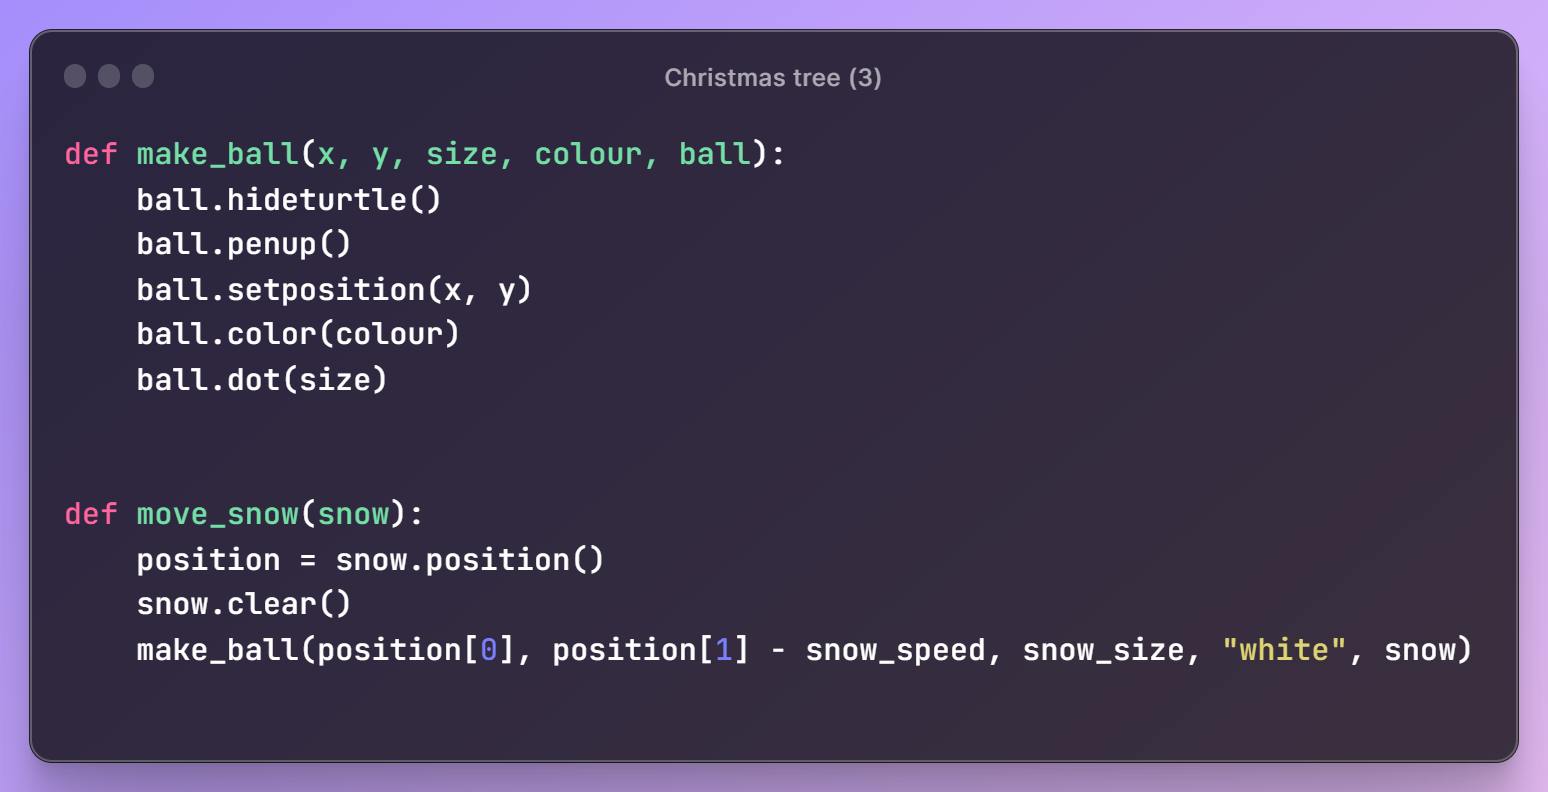 Christmas tree (3)
def make_ball(x, y, size, colour, ball):
    ball.hideturtle()
    ball.penup()
    ball.setposition(x, y)
    ball.color(colour)
    ball.dot(size)
def move_snow(snow):
    position = snow.position()
    snow.clear()
    make_ball(position[0], position[1] - snow_speed, snow_size, "white", snow)